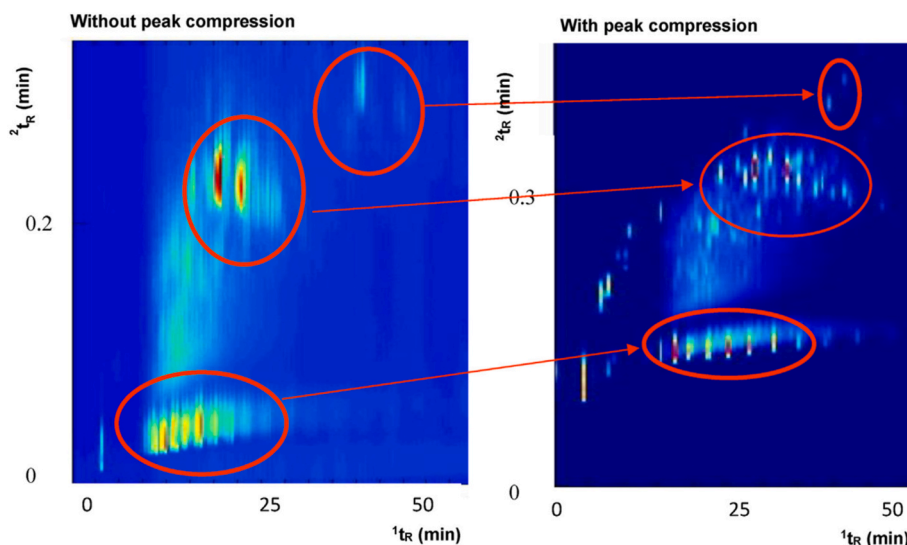 Without peak compression
²tR (min)
0.2
0
0
25
50
¹tR (min)
With peak compression
²tR (min)
0.3
0
0
25
50
¹tR (min)